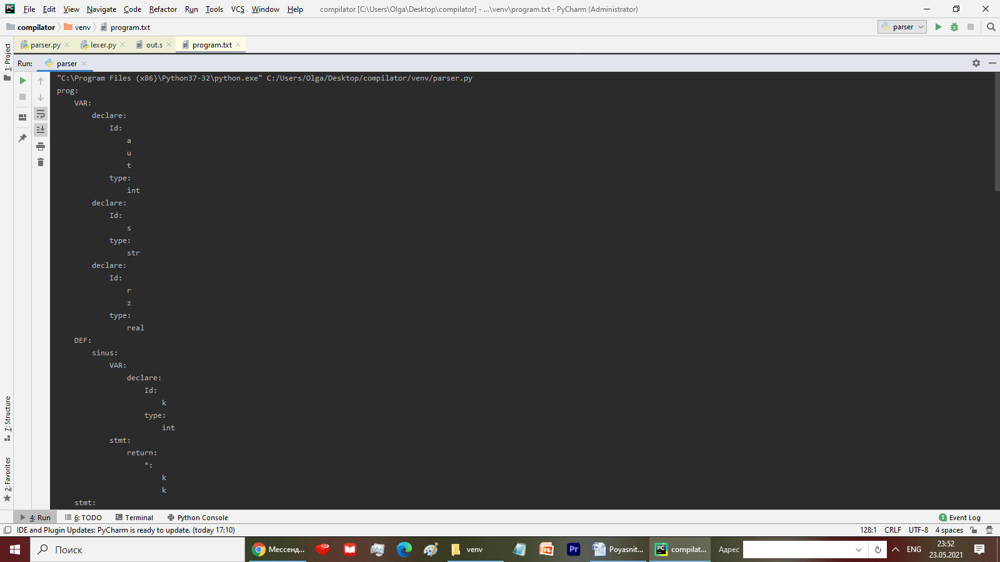 PC File Edit View Navigate Code Refactor Run Tools VCS Window Help compilator [C:\Users\Olga\Desktop\compilator] - ...\venv\program.txt - PyCharm (Administrator)
compilator venv program.txt parser
parser.py lexer.py out.s program.txt
1: Project
Run: parser
"C:\Program Files (x86)\Python37-32\python.exe" C:/Users/Olga/Desktop/compilator/venv/parser.py
prog:
    VAR:
        declare:
            Id:
                a
                u
                t
            type:
                int
        declare:
            Id:
                s
            type:
                str
        declare:
            Id:
                r
                z
            type:
                real
    DEF:
        sinus:
            VAR:
                declare:
                    Id:
                        k
                    type:
                        int
            stmt:
                return:
                    *:
                        k
                        k
    stmt:
7: Structure
2: Favorites
4: Run 6: TODO Terminal Python Console 1 Event Log
IDE and Plugin Updates: PyCharm is ready to update. (today 17:10) 128:1 CRLF UTF-8 4 spaces
Поиск Мессенд... venv Pr Poyasnit... PC compilat... Адрес ENG 23:52
23.05.2021